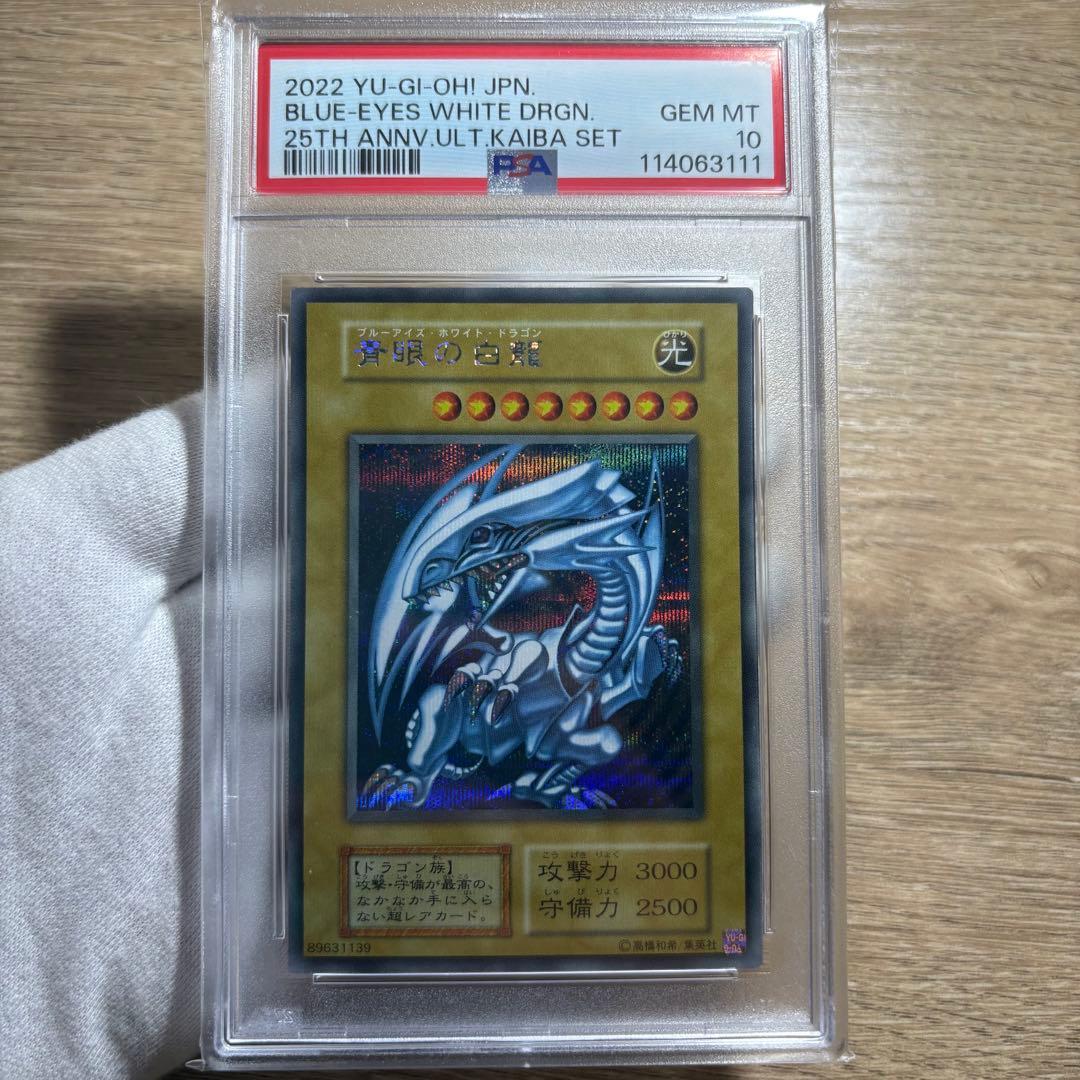 2022 YU-GI-OH! JPN.
BLUE-EYES WHITE DRGN. GEM MT
25TH ANNV.ULT.KAIBA SET 10
PSA 114063111
ブルーアイズ・ホワイト・ドラゴン
青眼の白龍
ひかり
光
【ドラゴン族】
攻撃・守備が最高の、
なかなか手に入ら
ない超レアカード。
こう げき りょく
攻撃力 3000
しゅ び りょく
守備力 2500
89631139
©高橋和希/集英社
YU-GI